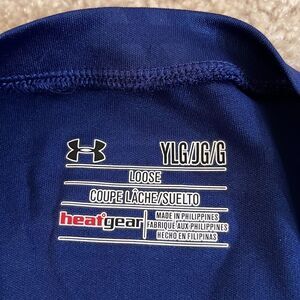 YLG/JG/G
LOOSE
COUPE LÂCHE/SUELTO
heatgear
MADE IN PHILIPPINES
FABRIQUÉ AUX PHILIPPINES
HECHO EN FILIPINAS